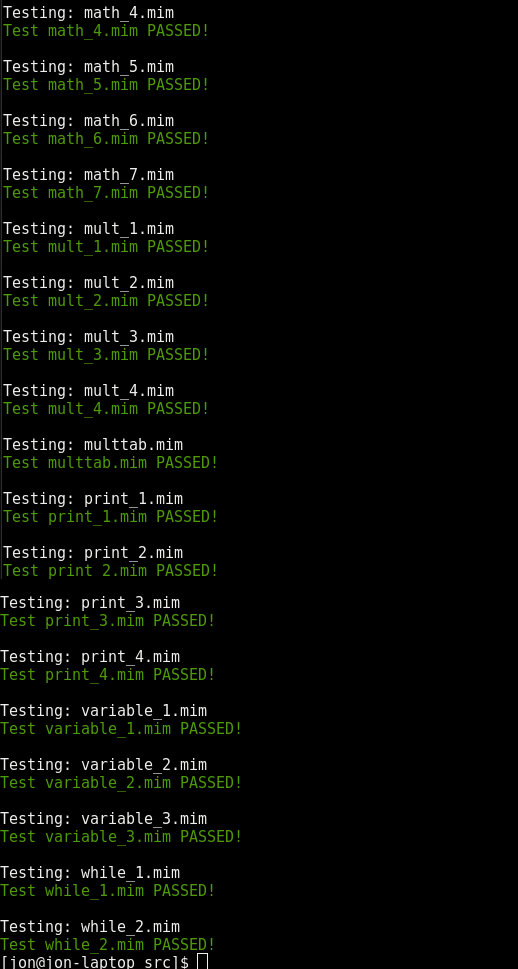 Testing: math_4.mim
Test math_4.mim PASSED!
Testing: math_5.mim
Test math_5.mim PASSED!
Testing: math_6.mim
Test math_6.mim PASSED!
Testing: math_7.mim
Test math_7.mim PASSED!
Testing: mult_1.mim
Test mult_1.mim PASSED!
Testing: mult_2.mim
Test mult_2.mim PASSED!
Testing: mult_3.mim
Test mult_3.mim PASSED!
Testing: mult_4.mim
Test mult_4.mim PASSED!
Testing: multtab.mim
Test multtab.mim PASSED!
Testing: print_1.mim
Test print_1.mim PASSED!
Testing: print_2.mim
Test print 2.mim PASSED!
Testing: print_3.mim
Test print_3.mim PASSED!
Testing: print_4.mim
Test print_4.mim PASSED!
Testing: variable_1.mim
Test variable_1.mim PASSED!
Testing: variable_2.mim
Test variable_2.mim PASSED!
Testing: variable_3.mim
Test variable_3.mim PASSED!
Testing: while_1.mim
Test while_1.mim PASSED!
Testing: while_2.mim
Test while_2.mim PASSED!
[jon@jon-laptop src]$